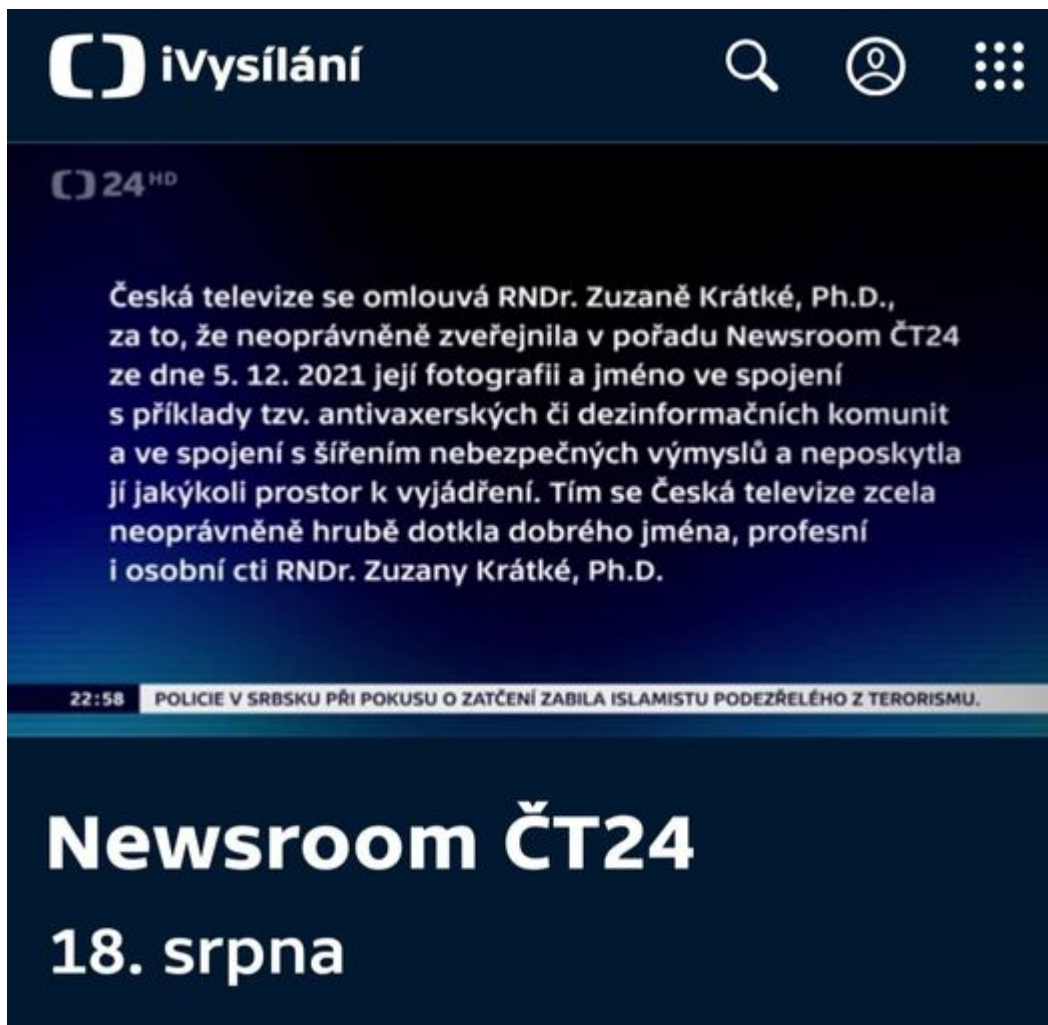 iVysílání
24 HD
Česká televize se omlouvá RNDr. Zuzaně Krátké, Ph.D.,
za to, že neoprávněně zveřejnila v pořadu Newsroom ČT24
ze dne 5. 12. 2021 její fotografii a jméno ve spojení
s příklady tzv. antivaxerských či dezinformačních komunit
a ve spojení s šířením nebezpečných výmyslů a neposkytla
jí jakýkoli prostor k vyjádření. Tím se Česká televize zcela
neoprávněně hrubě dotkla dobrého jména, profesní
i osobní cti RNDr. Zuzany Krátké, Ph.D.
22:58 POLICIE V SRBSKU PŘI POKUSU O ZATČENÍ ZABILA ISLAMISTU PODEZŘELÉHO Z TERORISMU.
Newsroom ČT24
18. srpna